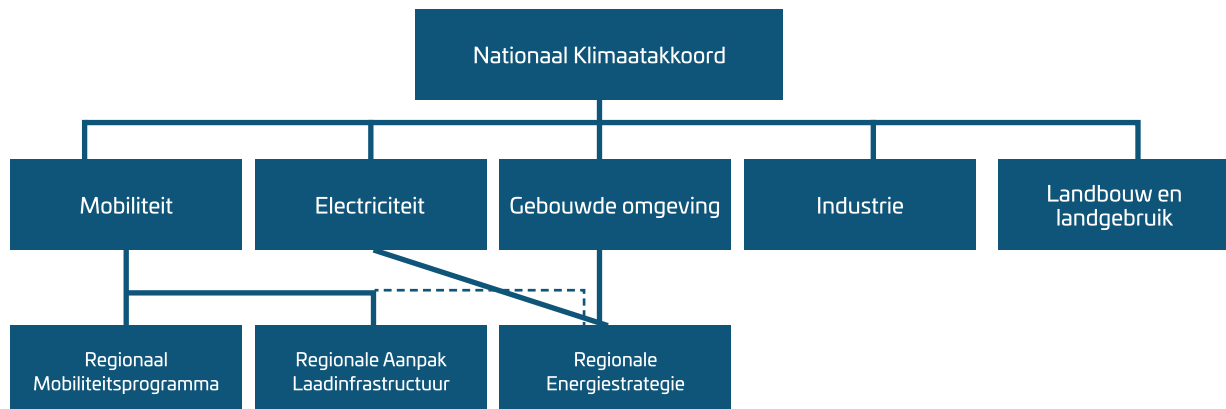 Nationaal Klimaatakkoord
Mobiliteit
Electriciteit
Gebouwde omgeving
Industrie
Landbouw en
landgebruik
Regionaal
Mobiliteitsprogramma
Regionale Aanpak
Laadinfrastructuur
Regionale
Energiestrategie